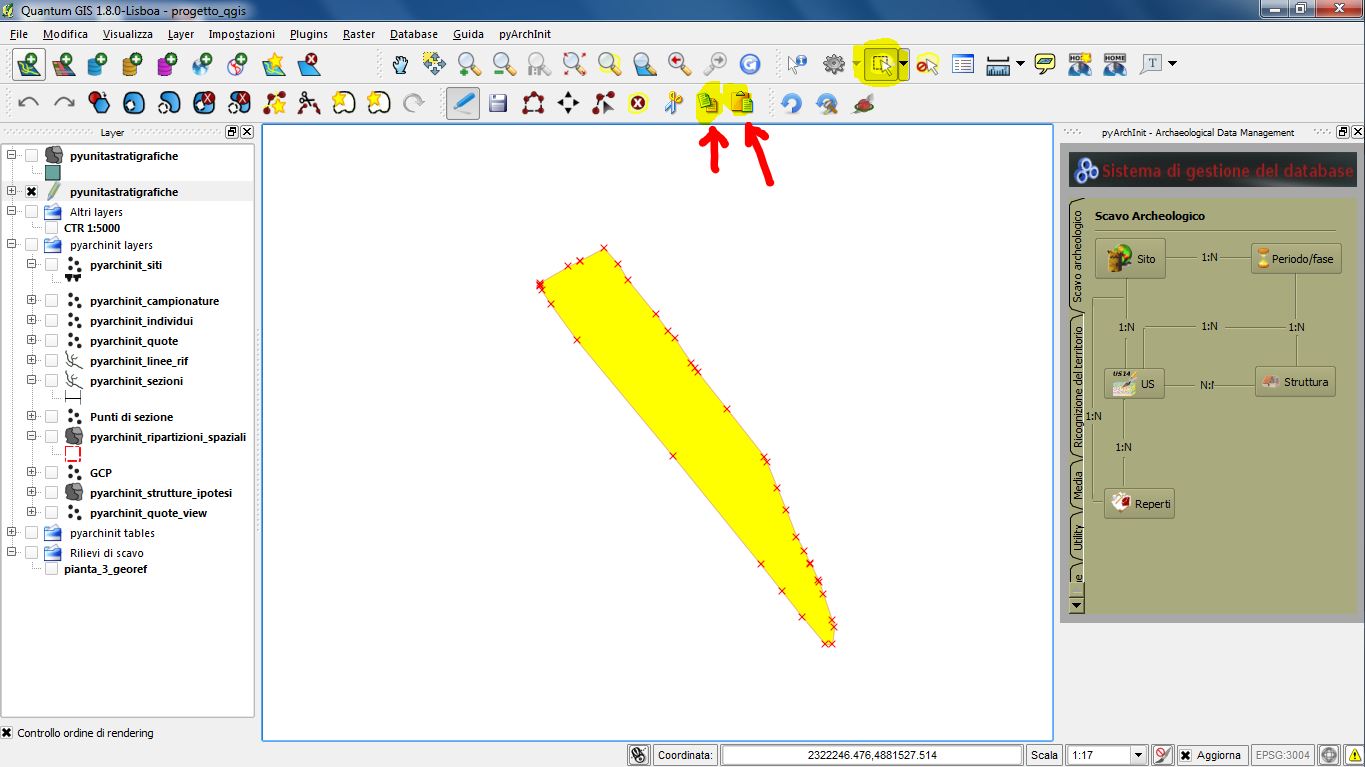 Quantum GIS 1.8.0-Lisboa - progetto_qgis
File Modifica Visualizza Layer Impostazioni Plugins Raster Database Guida pyArchInit
Layer
pyunitastratigrafiche
pyunitastratigrafiche
Altri layers
CTR 1:5000
pyarchinit layers
pyarchinit_siti
pyarchinit_campionature
pyarchinit_individui
pyarchinit_quote
pyarchinit_linee_rif
pyarchinit_sezioni
Punti di sezione
pyarchinit_ripartizioni_spaziali
GCP
pyarchinit_strutture_ipotesi
pyarchinit_quote_view
pyarchinit tables
Rilievi di scavo
pianta_3_georef
Controllo ordine di rendering
pyArchInit - Archaeological Data Management
Sistema di gestione del database
Scavo archeologico
Ricognizione del territorio
Media
Utility
Scavo Archeologico
Sito
1:N
Periodo/fase
1:N
1:N
1:N
US14
US
N:
Struttura
1:N
1:N
Reperti
Coordinata:
2322246.476,4881527.514
Scala
1:17
Aggiorna
EPSG:3004